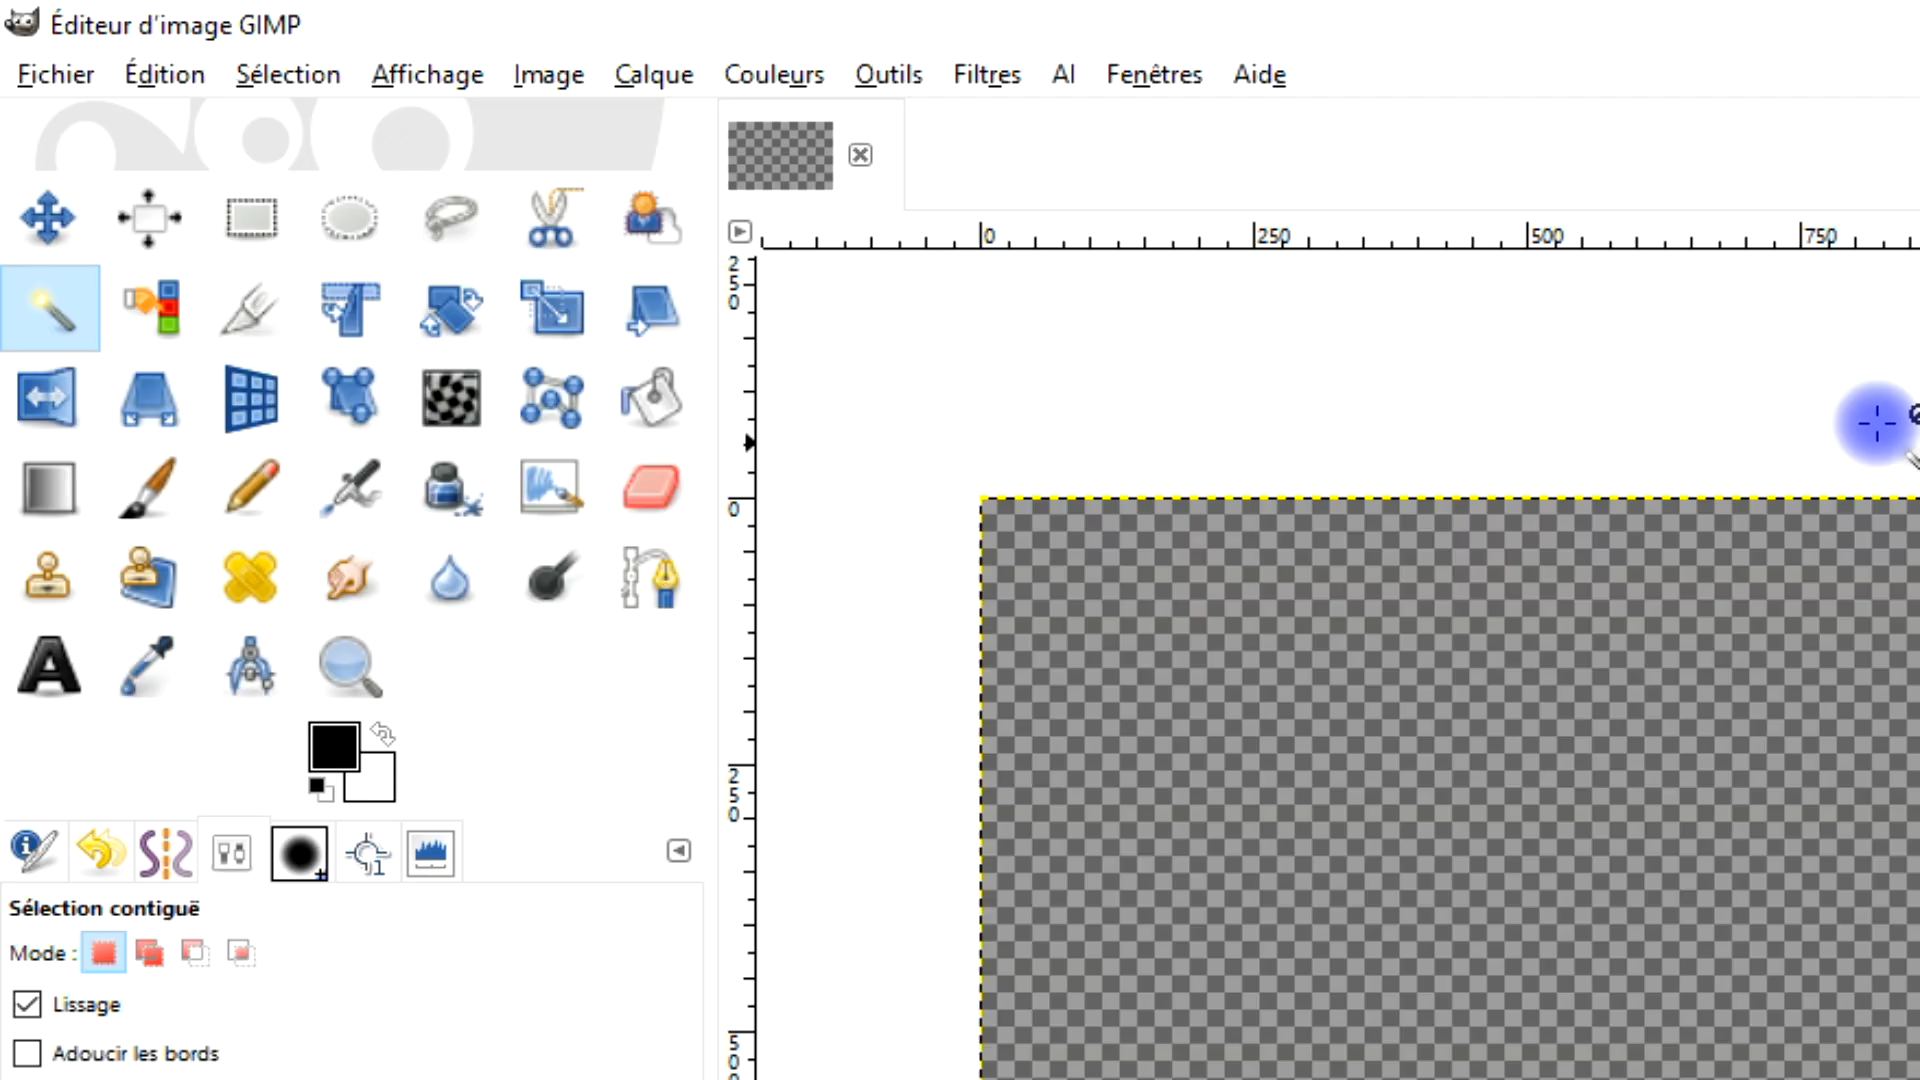 Éditeur d'image GIMP
Fichier Édition Sélection Affichage Image Calque Couleurs Outils Filtres AI Fenêtres Aide
0 250 500 750
250
0
250
500
Sélection contiguë
Mode :
Lissage
Adoucir les bords